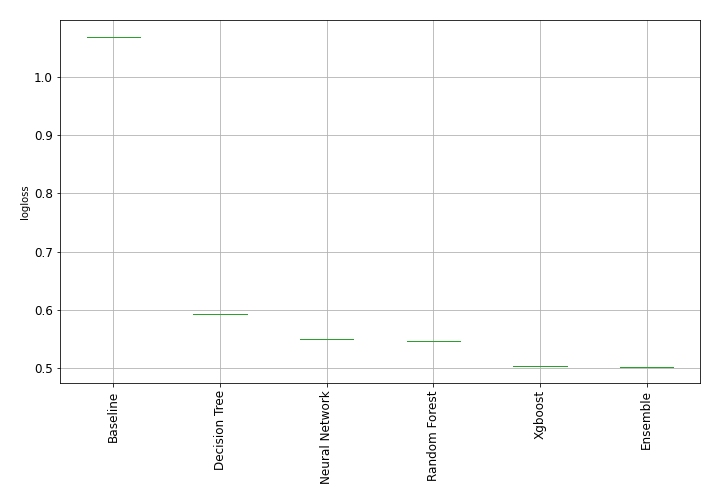 1.0
0.9
0.8
0.7
0.6
0.5
logloss
Baseline
Decision Tree
Neural Network
Random Forest
Xgboost
Ensemble